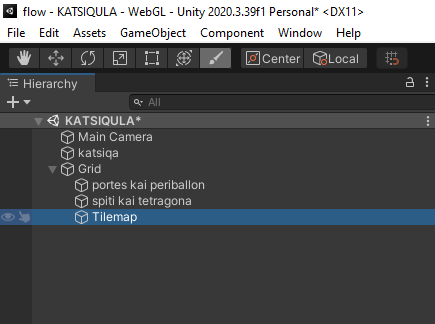 flow - KATSIQULA - WebGL - Unity 2020.3.39f1 Personal* <DX11>
File Edit Assets GameObject Component Window Help
Center Local
Hierarchy
All
KATSIQULA*
Main Camera
katsiqa
Grid
portes kai periballon
spiti kai tetragona
Tilemap